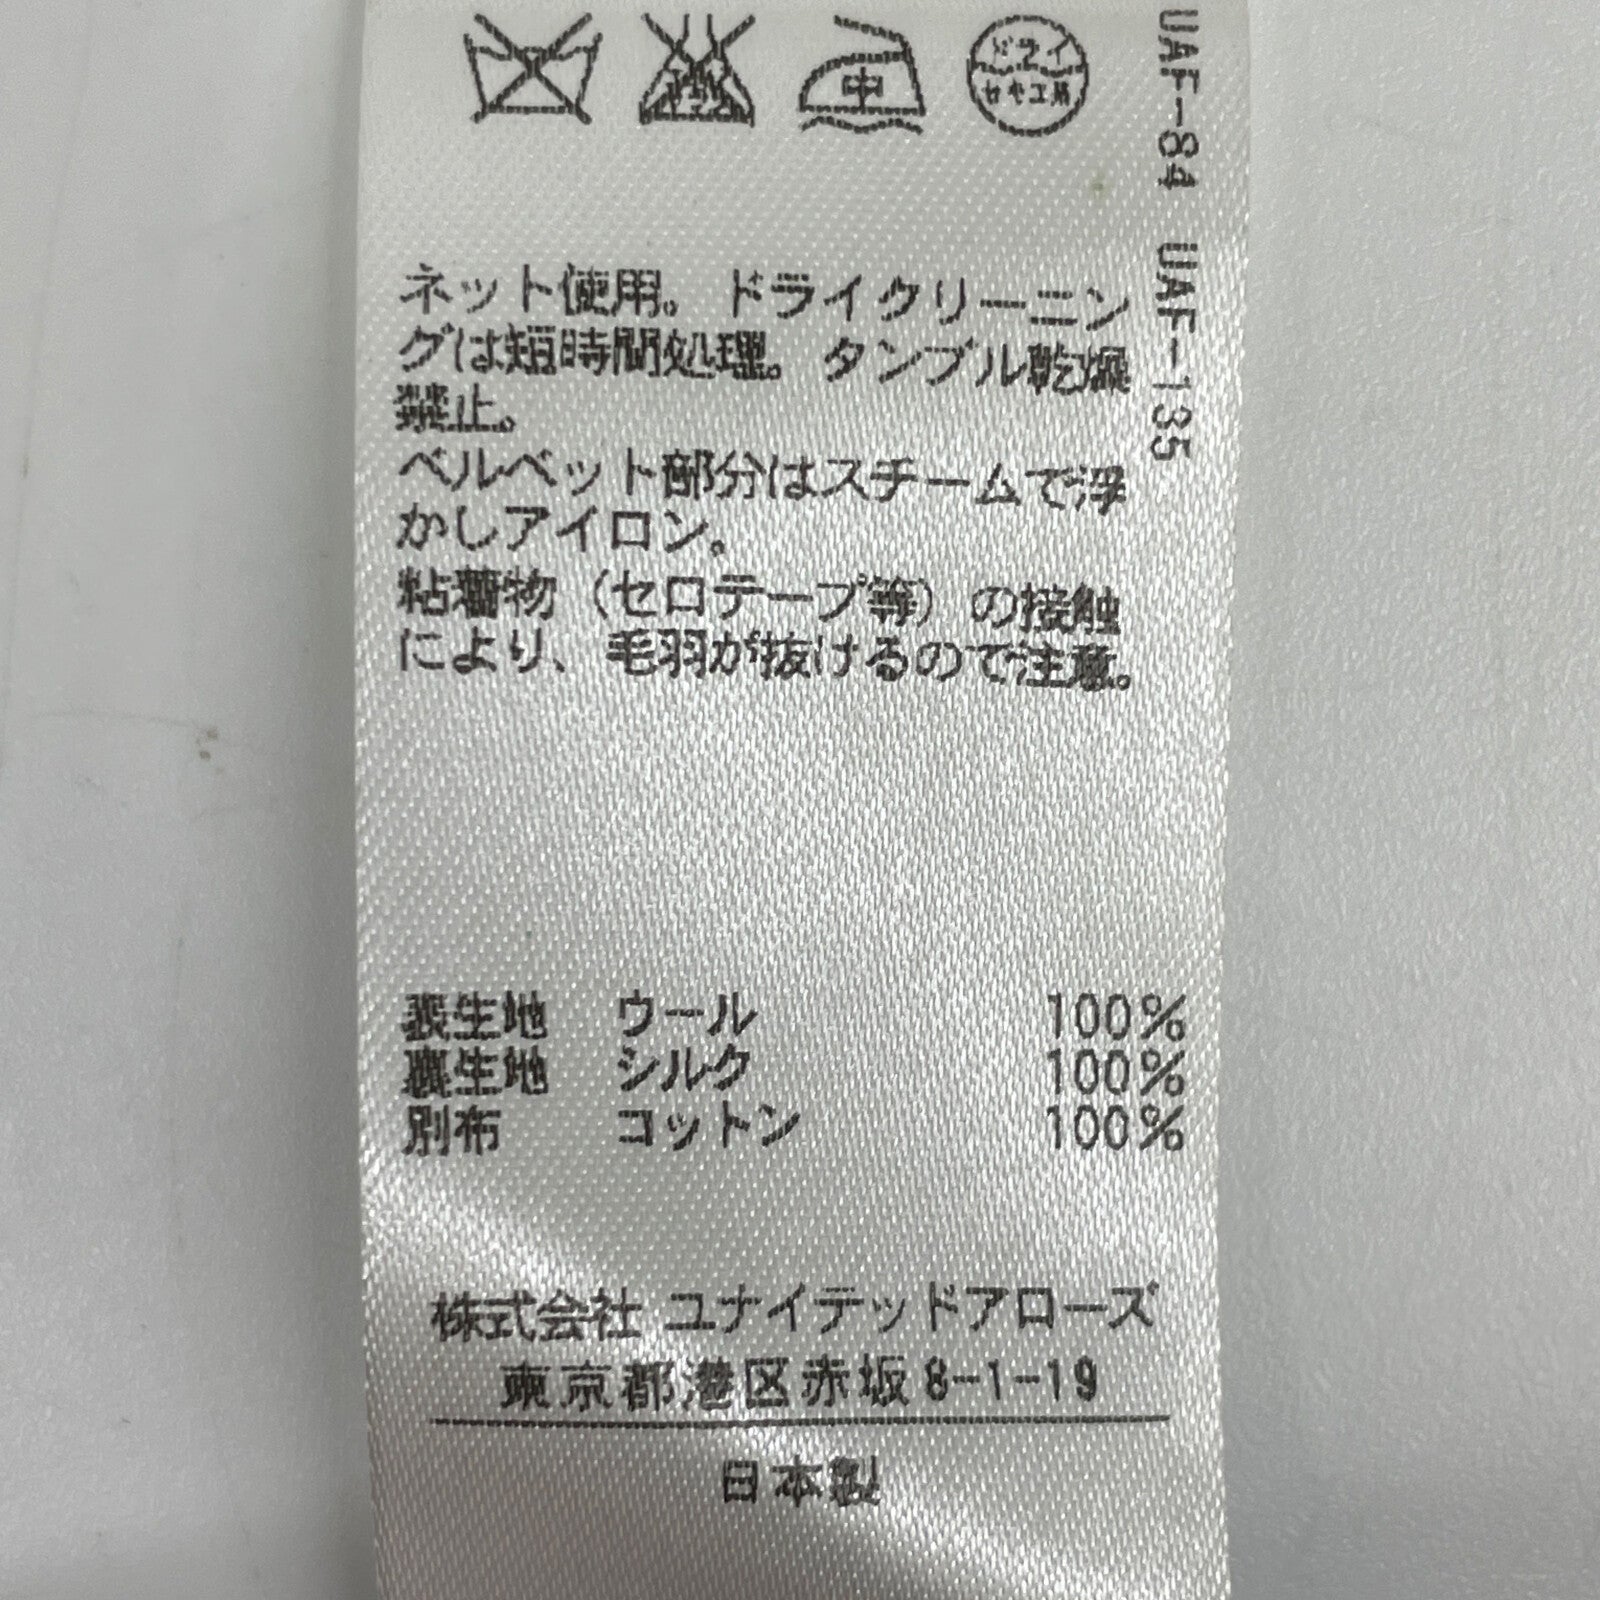 中
ドライ
セキユ系
UAF-84 UAF-135
ネット使用。ドライクリーニン
グは短時間処理。タンブル乾燥
禁止。
ベルベット部分はスチームで浮
かしアイロン。
粘着物（セロテープ等）の接触
により、毛羽が抜けるので注意。
表生地 ウール 100%
裏生地 シルク 100%
別布 コットン 100%
株式会社 ユナイテッドアローズ
東京都港区赤坂8-1-19
日本製